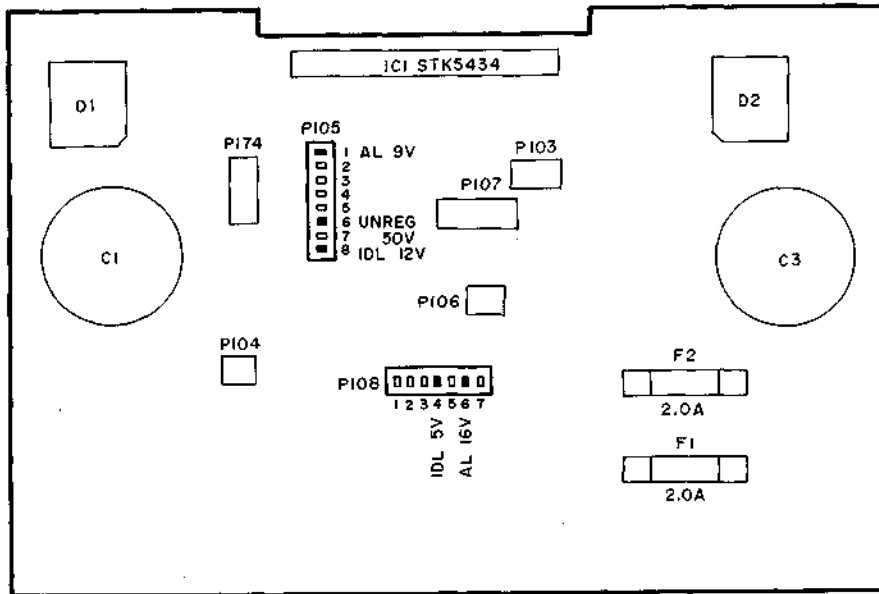 IC1 STK5434
D1
D2
P105
P174
1 AL 9V
2
3
4
5
6 UNREG
7 50V
8 IDL 12V
P103
P107
C1
C3
P106
P104
P108
1 2 3 4 5 6 7
IDL 5V
AL 16V
F2
2.0A
F1
2.0A